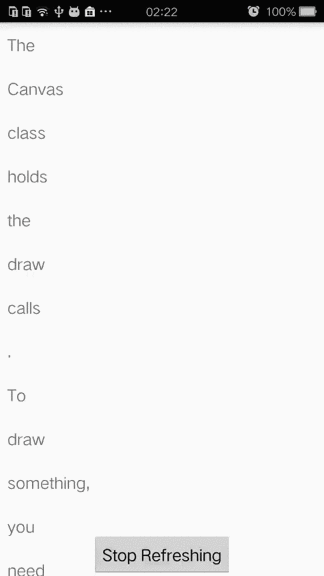 02:22
100%
The
Canvas
class
holds
the
draw
calls
.
To
draw
something,
you
need
Stop Refreshing